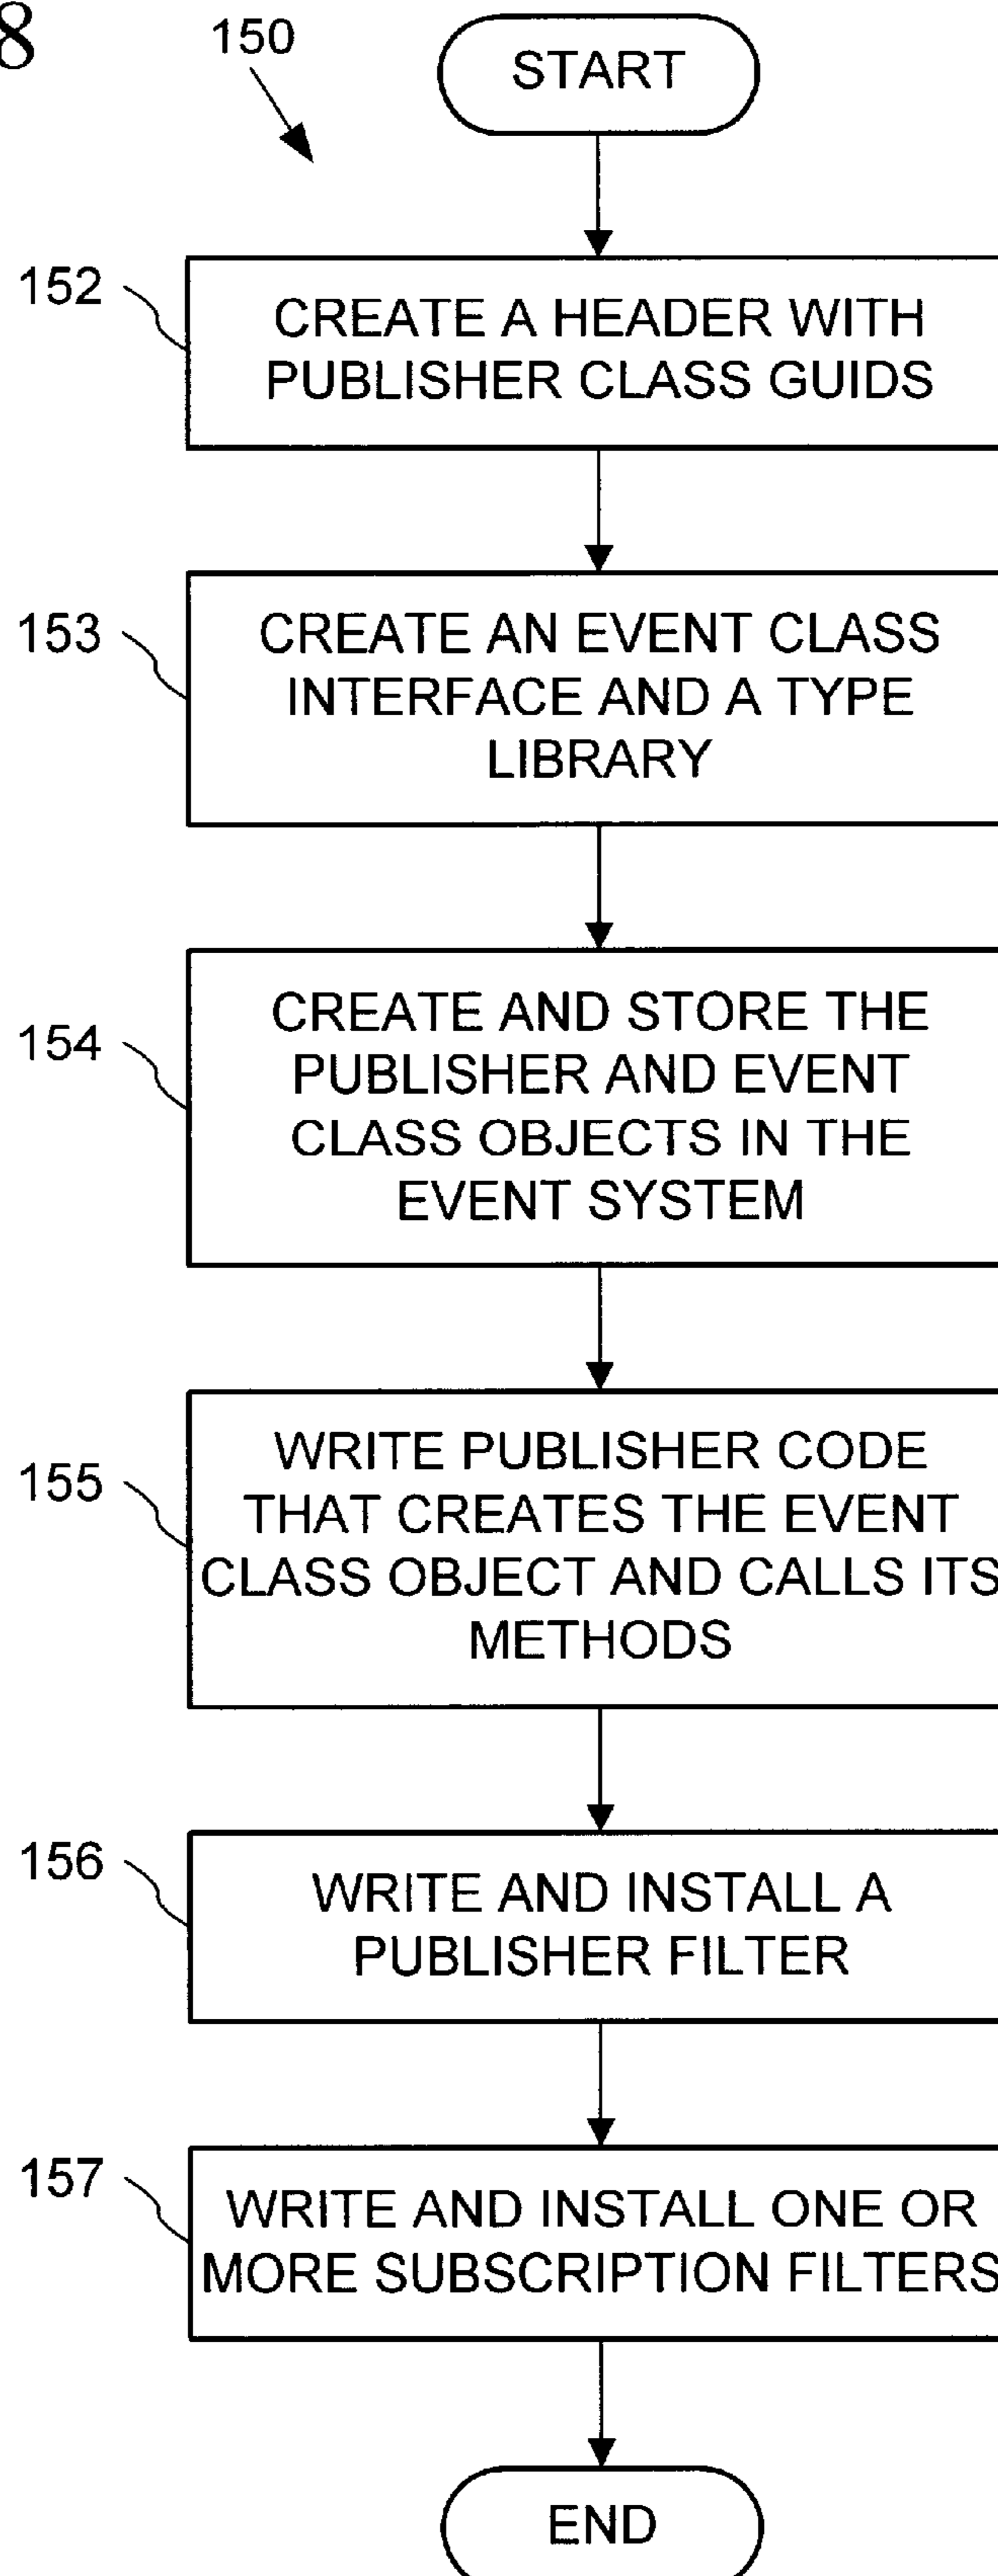 8
150
START
152
CREATE A HEADER WITH
PUBLISHER CLASS GUIDS
153
CREATE AN EVENT CLASS
INTERFACE AND A TYPE
LIBRARY
154
CREATE AND STORE THE
PUBLISHER AND EVENT
CLASS OBJECTS IN THE
EVENT SYSTEM
155
WRITE PUBLISHER CODE
THAT CREATES THE EVENT
CLASS OBJECT AND CALLS ITS
METHODS
156
WRITE AND INSTALL A
PUBLISHER FILTER
157
WRITE AND INSTALL ONE OR
MORE SUBSCRIPTION FILTERS
END